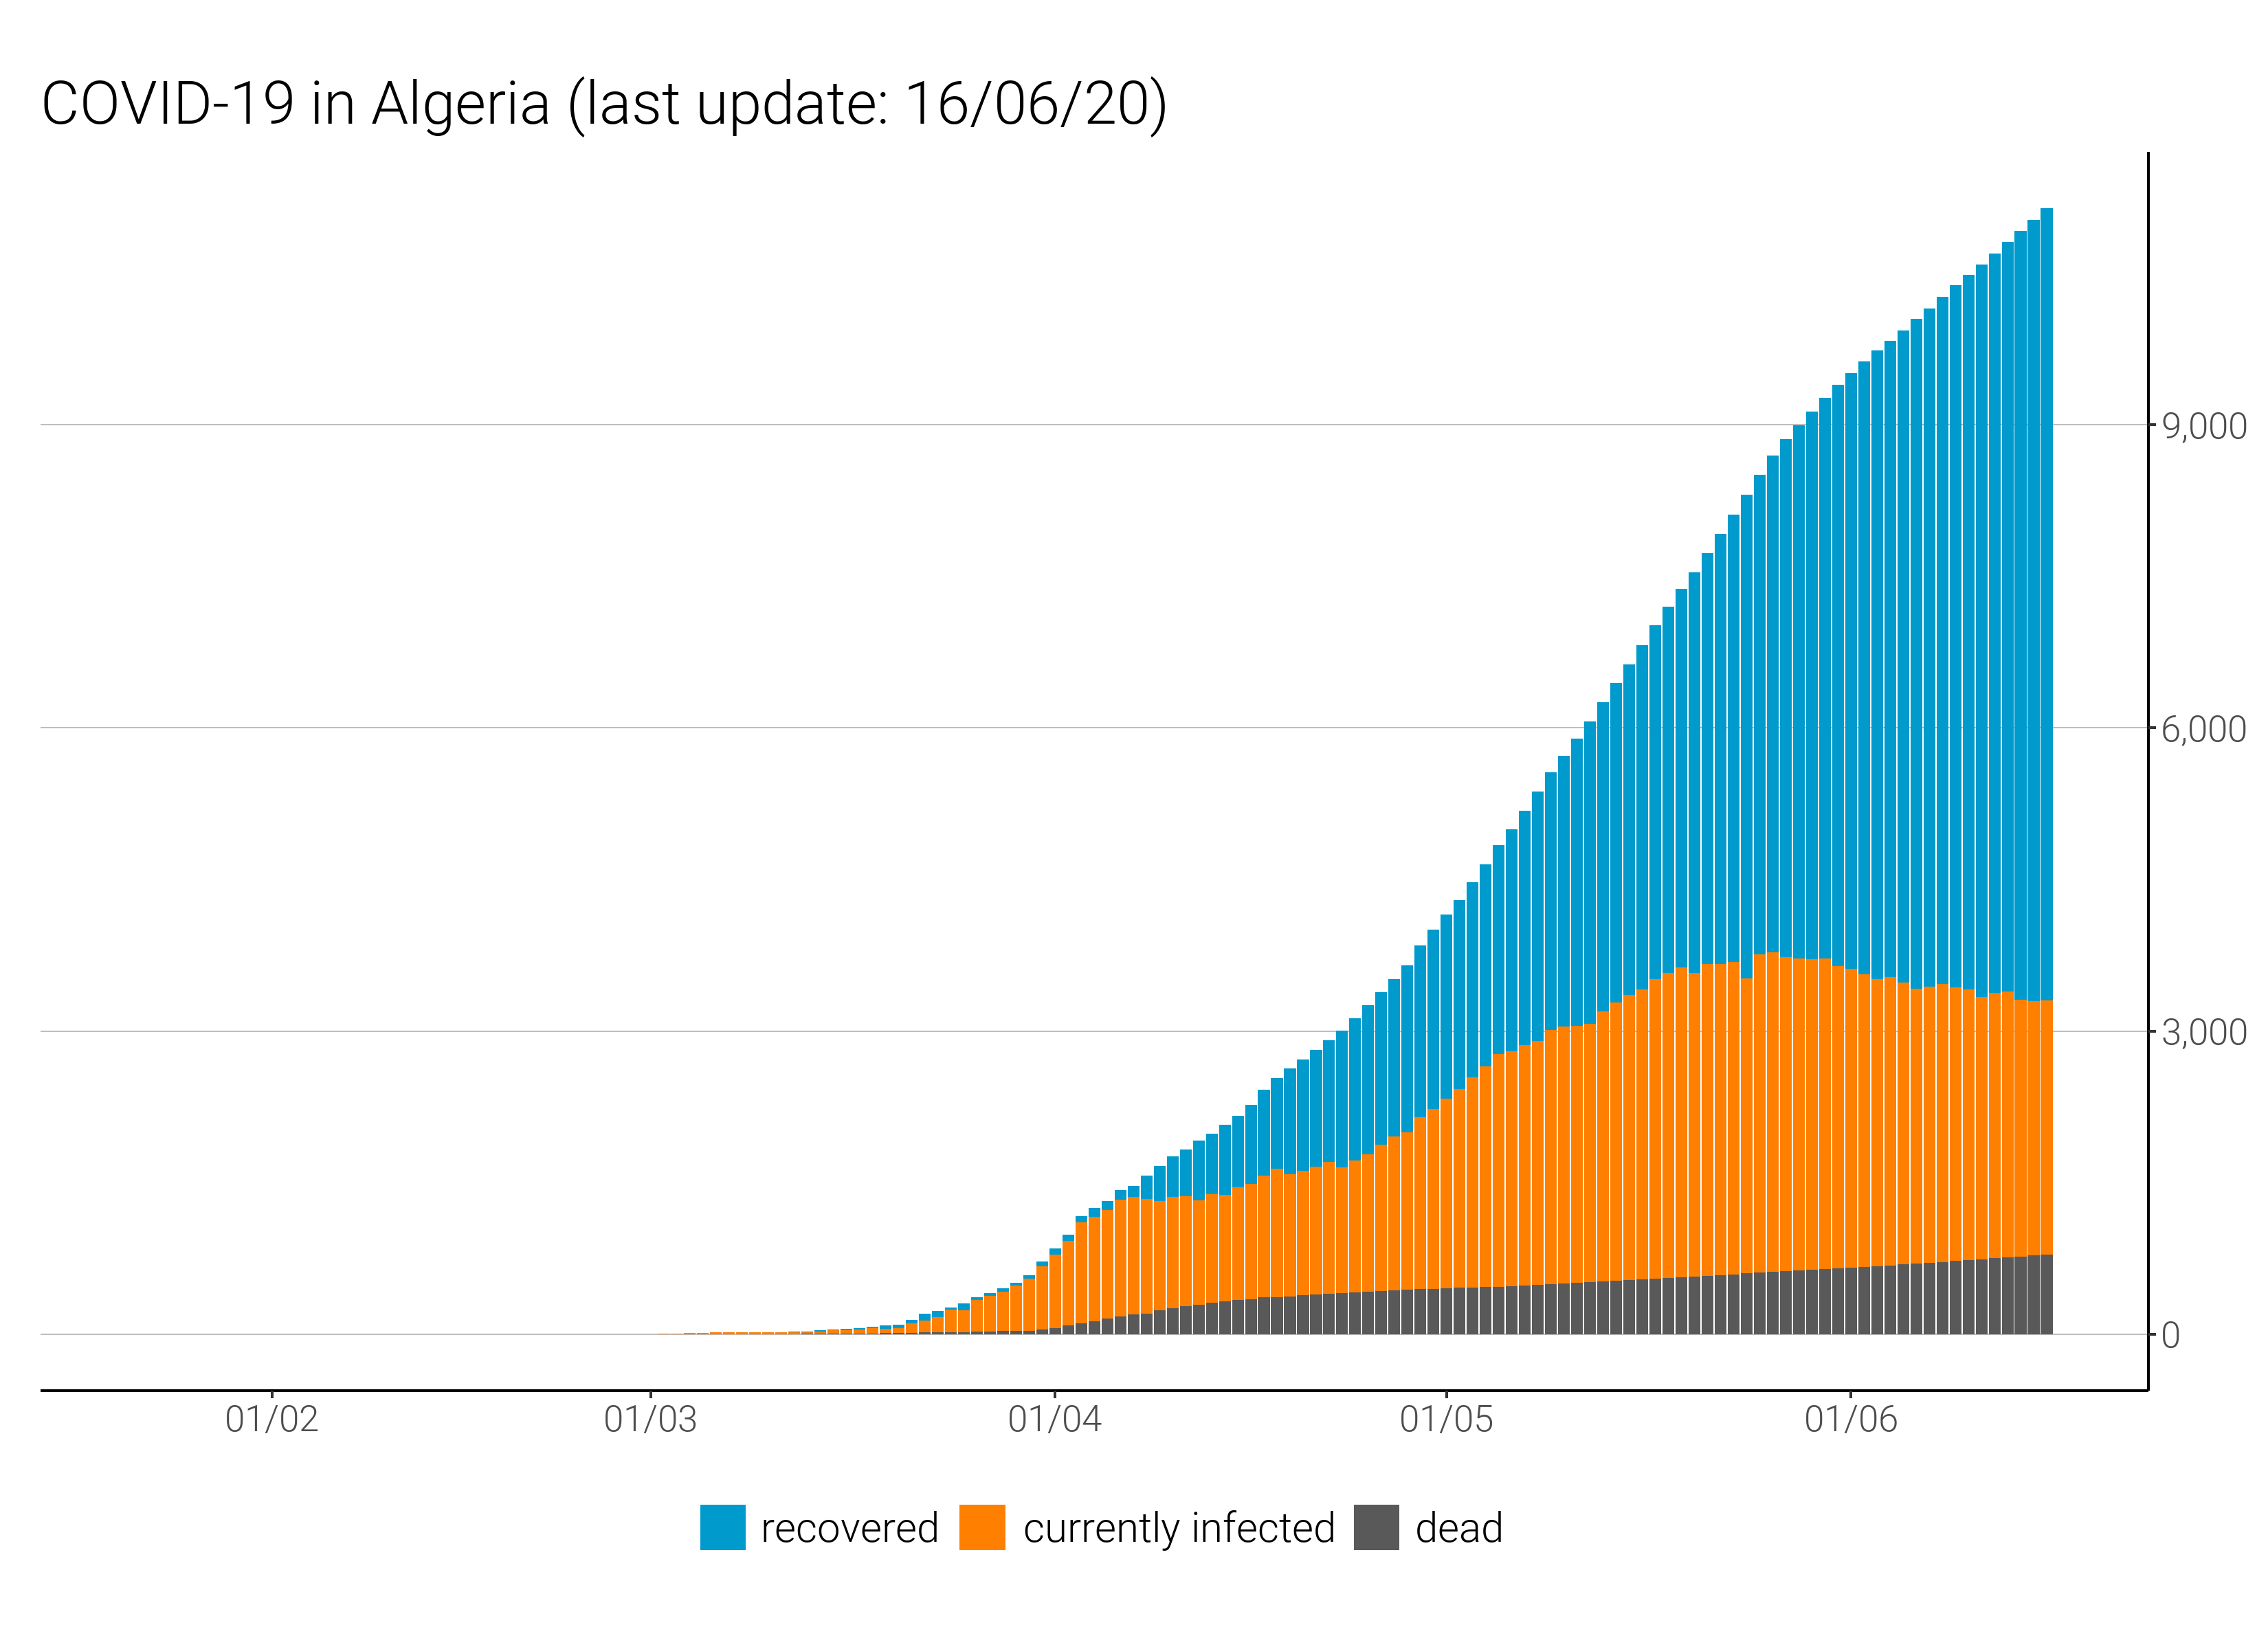 COVID-19 in Algeria (last update: 16/06/20)
9,000
6,000
3,000
0
01/02 01/03 01/04 01/05 01/06
recovered currently infected dead